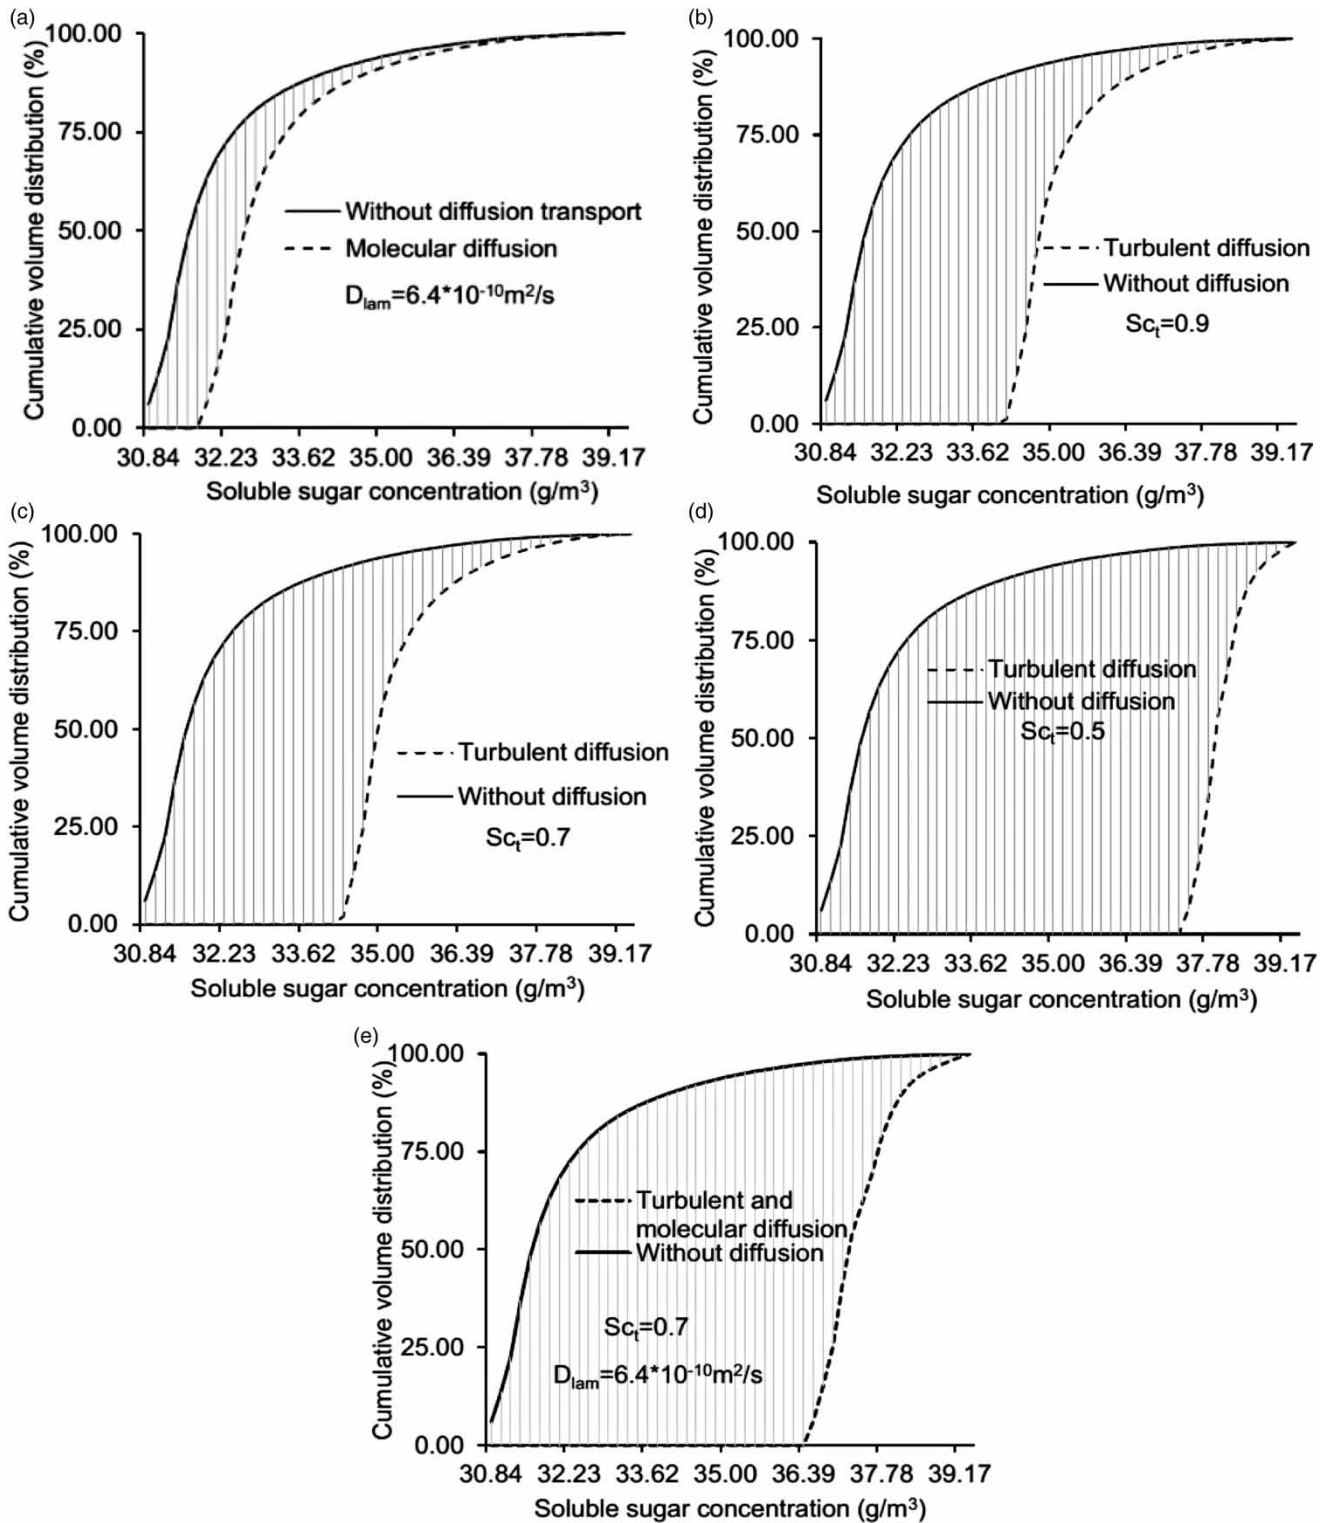 (a)
Cumulative volume distribution (%)
100.00
75.00
50.00
25.00
0.00
Without diffusion transport
Molecular diffusion
Dlam=6.4*10-10m2/s
30.84 32.23 33.62 35.00 36.39 37.78 39.17
Soluble sugar concentration (g/m3)
(b)
Cumulative volume distribution (%)
100.00
75.00
50.00
25.00
0.00
Turbulent diffusion
Without diffusion
Sct=0.9
30.84 32.23 33.62 35.00 36.39 37.78 39.17
Soluble sugar concentration (g/m3)
(c)
Cumulative volume distribution (%)
100.00
75.00
50.00
25.00
0.00
Turbulent diffusion
Without diffusion
Sct=0.7
30.84 32.23 33.62 35.00 36.39 37.78 39.17
Soluble sugar concentration (g/m3)
(d)
Cumulative volume distribution (%)
100.00
75.00
50.00
25.00
0.00
Turbulent diffusion
Without diffusion
Sct=0.5
30.84 32.23 33.62 35.00 36.39 37.78 39.17
Soluble sugar concentration (g/m3)
(e)
Cumulative volume distribution (%)
100.00
75.00
50.00
25.00
0.00
Turbulent and
molecular diffusion
Without diffusion
Sct=0.7
Dlam=6.4*10-10m2/s
30.84 32.23 33.62 35.00 36.39 37.78 39.17
Soluble sugar concentration (g/m3)